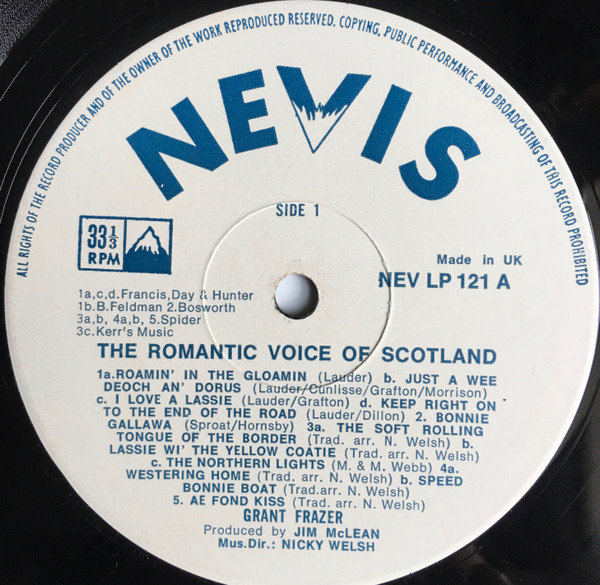 ALL RIGHTS OF THE RECORD PRODUCER AND OF THE OWNER OF THE WORK REPRODUCED RESERVED. COPYING, PUBLIC PERFORMANCE AND BROADCASTING OF THIS RECORD PROHIBITED
NEVIS
SIDE 1
33 1/3
RPM
Made in UK
NEV LP 121 A
1a,c,d.Francis,Day & Hunter
1b.B.Feldman 2.Bosworth
3a,b, 4a,b, 5.Spider
3c.Kerr's Music
THE ROMANTIC VOICE OF SCOTLAND
1a.ROAMIN' IN THE GLOAMIN (Lauder) b. JUST A WEE
DEOCH AN' DORUS (Lauder/Cunlisse/Grafton/Morrison)
c. I LOVE A LASSIE (Lauder/Grafton) d. KEEP RIGHT ON
TO THE END OF THE ROAD (Lauder/Dillon) 2. BONNIE
GALLAWA (Sproat/Hornsby) 3a. THE SOFT ROLLING
TONGUE OF THE BORDER (Trad. arr. N. Welsh) b.
LASSIE WI' THE YELLOW COATIE (Trad. arr. N. Welsh)
c. THE NORTHERN LIGHTS (M. & M. Webb) 4a.
WESTERING HOME (Trad. arr. N. Welsh) b. SPEED
BONNIE BOAT (Trad.arr. N. Welsh)
5. AE FOND KISS (Trad. arr. N. Welsh)
GRANT FRAZER
Produced by JIM McLEAN
Mus.Dir.: NICKY WELSH